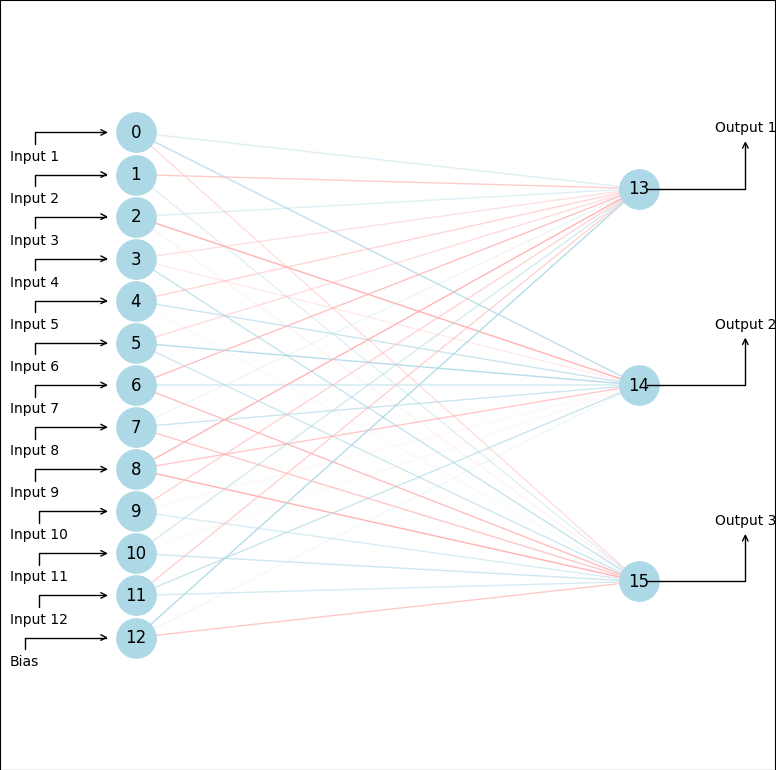 0
Input 1
1
Input 2
2
Input 3
3
Input 4
4
Input 5
5
Input 6
6
Input 7
7
Input 8
8
Input 9
9
Input 10
10
Input 11
11
Input 12
12
Bias
13
Output 1
14
Output 2
15
Output 3